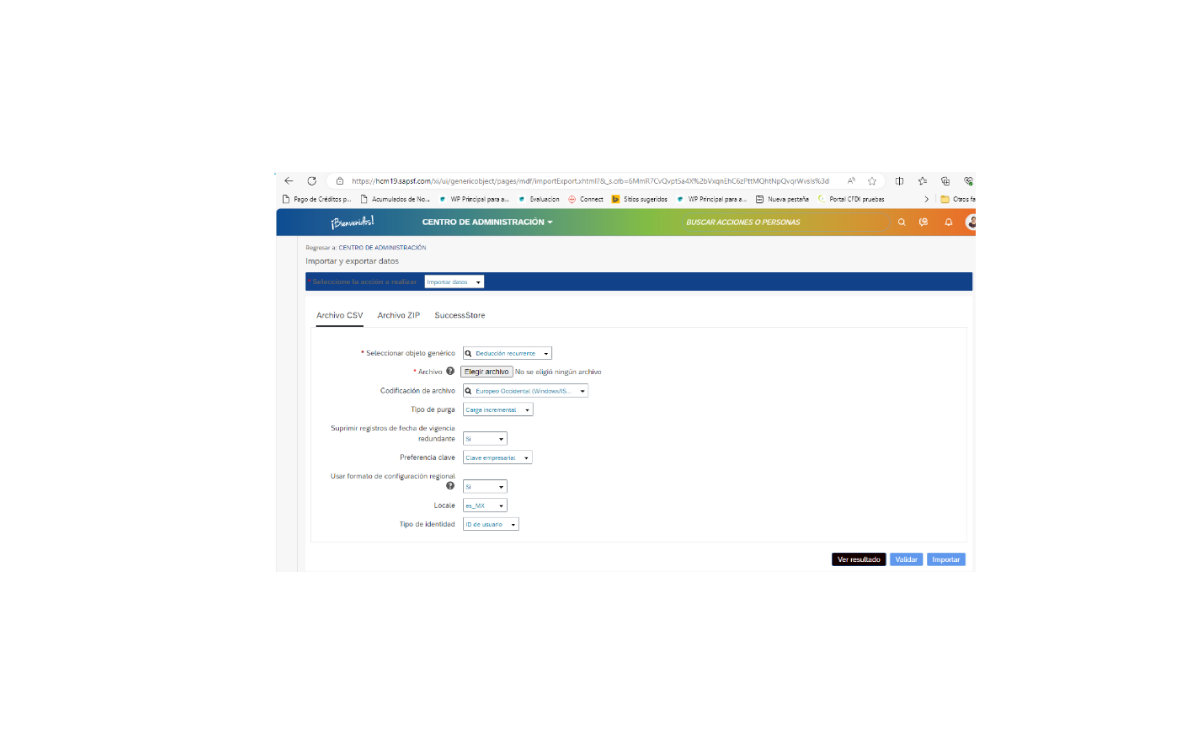 https://hcm19.sapsf.com/xi/ui/genericobject/pages/mdf/importExport.xhtml?&_s.crb=
Pago de Créditos p... Acumulados de No... WP Principal para a... Evaluacion Connect Sitios sugeridos WP Principal para a... Nueva pestaña Portal CFDI pruebas Otros fa
¡Bienvenid@s! CENTRO DE ADMINISTRACIÓN BUSCAR ACCIONES O PERSONAS
Regresar a: CENTRO DE ADMINISTRACIÓN
Importar y exportar datos
* Seleccione la acción a realizar Importar datos
Archivo CSV Archivo ZIP SuccessStore
* Seleccionar objeto genérico Deducción recurrente
* Archivo Elegir archivo No se eligió ningún archivo
Codificación de archivo Europeo Occidental (Windows/IS...
Tipo de purga Carga incremental
Suprimir registros de fecha de vigencia
redundante Sí
Preferencia clave Clave empresarial
Usar formato de configuración regional
Sí
Locale es_MX
Tipo de identidad ID de usuario
Ver resultado Validar Importar